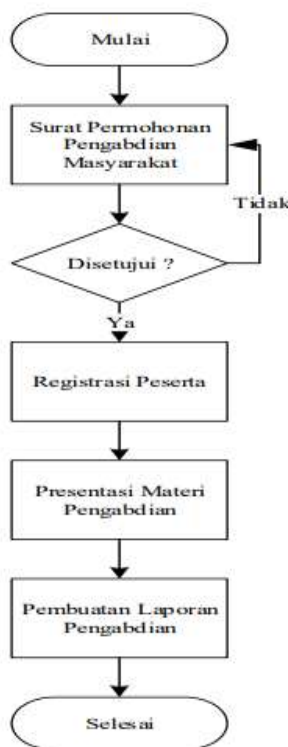 Mulai
Surat Permohonan
Pengabdian
Masyarakat
Tidak
Disetujui ?
Ya
Registrasi Peserta
Presentasi Materi
Pengabdian
Pembuatan Laporan
Pengabdian
Selesai